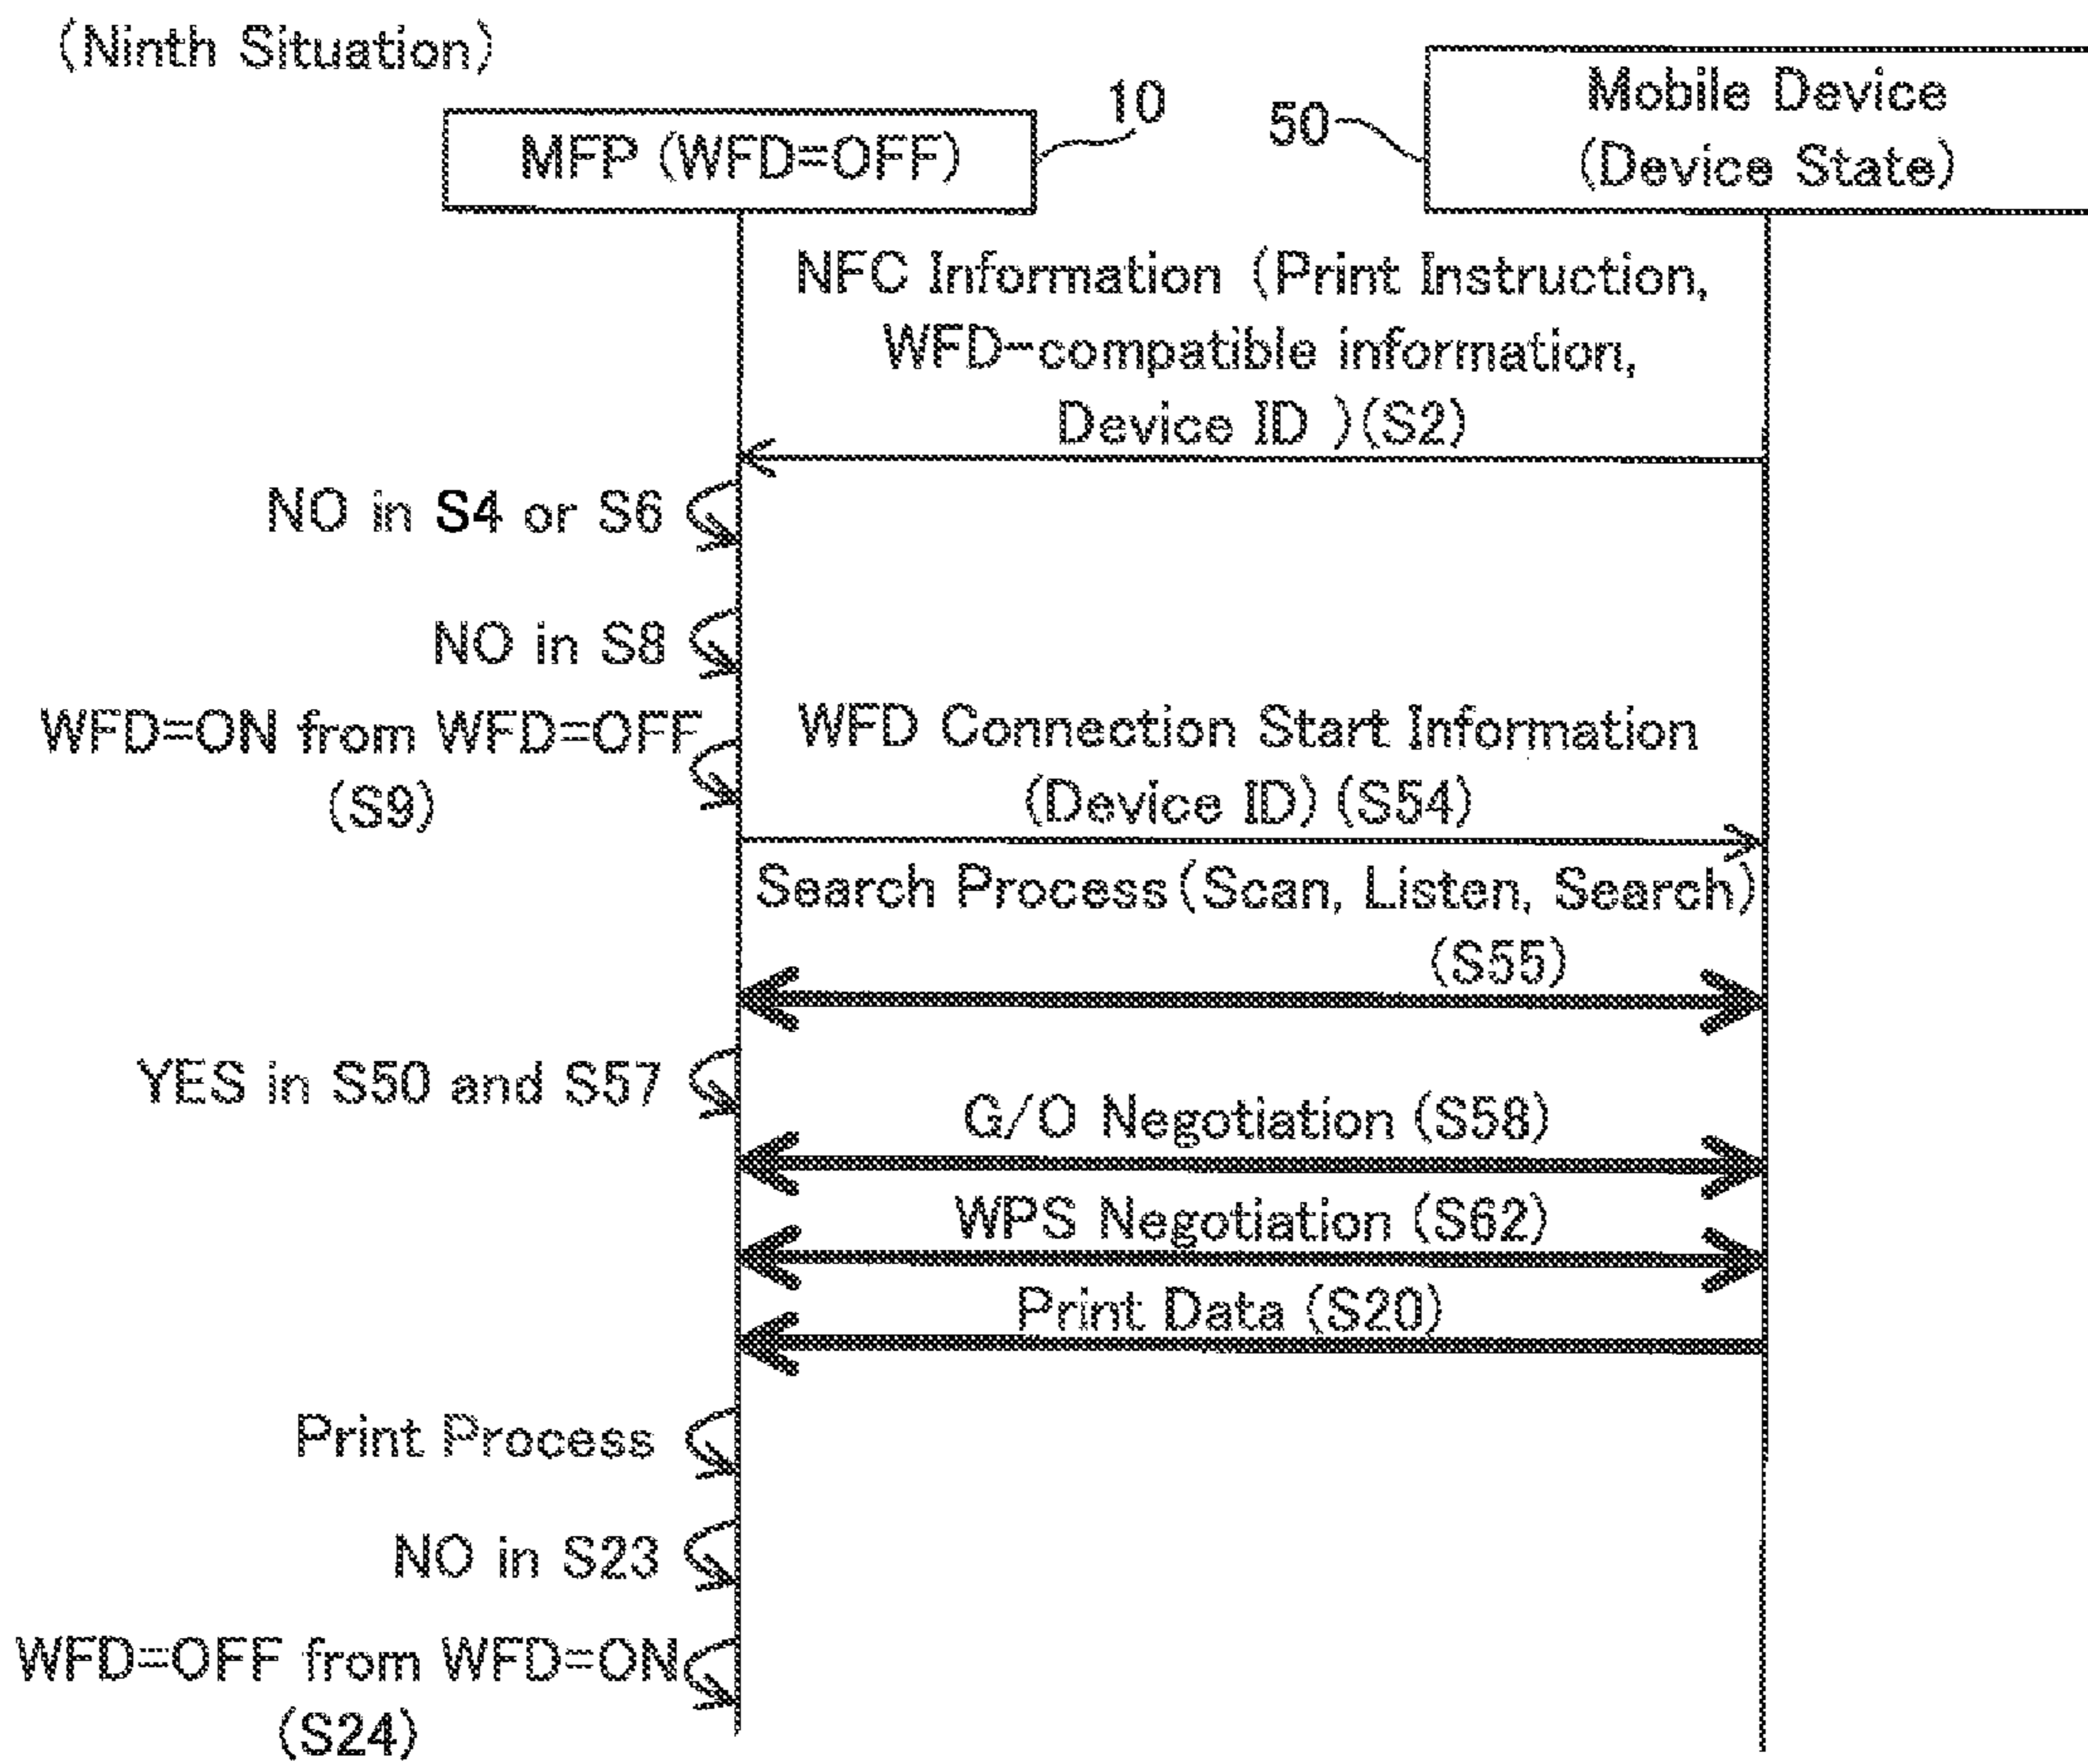 (Ninth Situation)
10
50
MFP (WFD=OFF)
Mobile Device
(Device State)
NFC Information (Print Instruction,
WFD-compatible information,
Device ID )(S2)
NO in S4 or S6
NO in S8
WFD=ON from WFD=OFF
(S9)
WFD Connection Start Information
(Device ID) (S54)
Search Process(Scan, Listen, Search)
(S55)
YES in S50 and S57
G/O Negotiation (S58)
WPS Negotiation (S62)
Print Data (S20)
Print Process
NO in S23
WFD=OFF from WFD=ON
(S24)